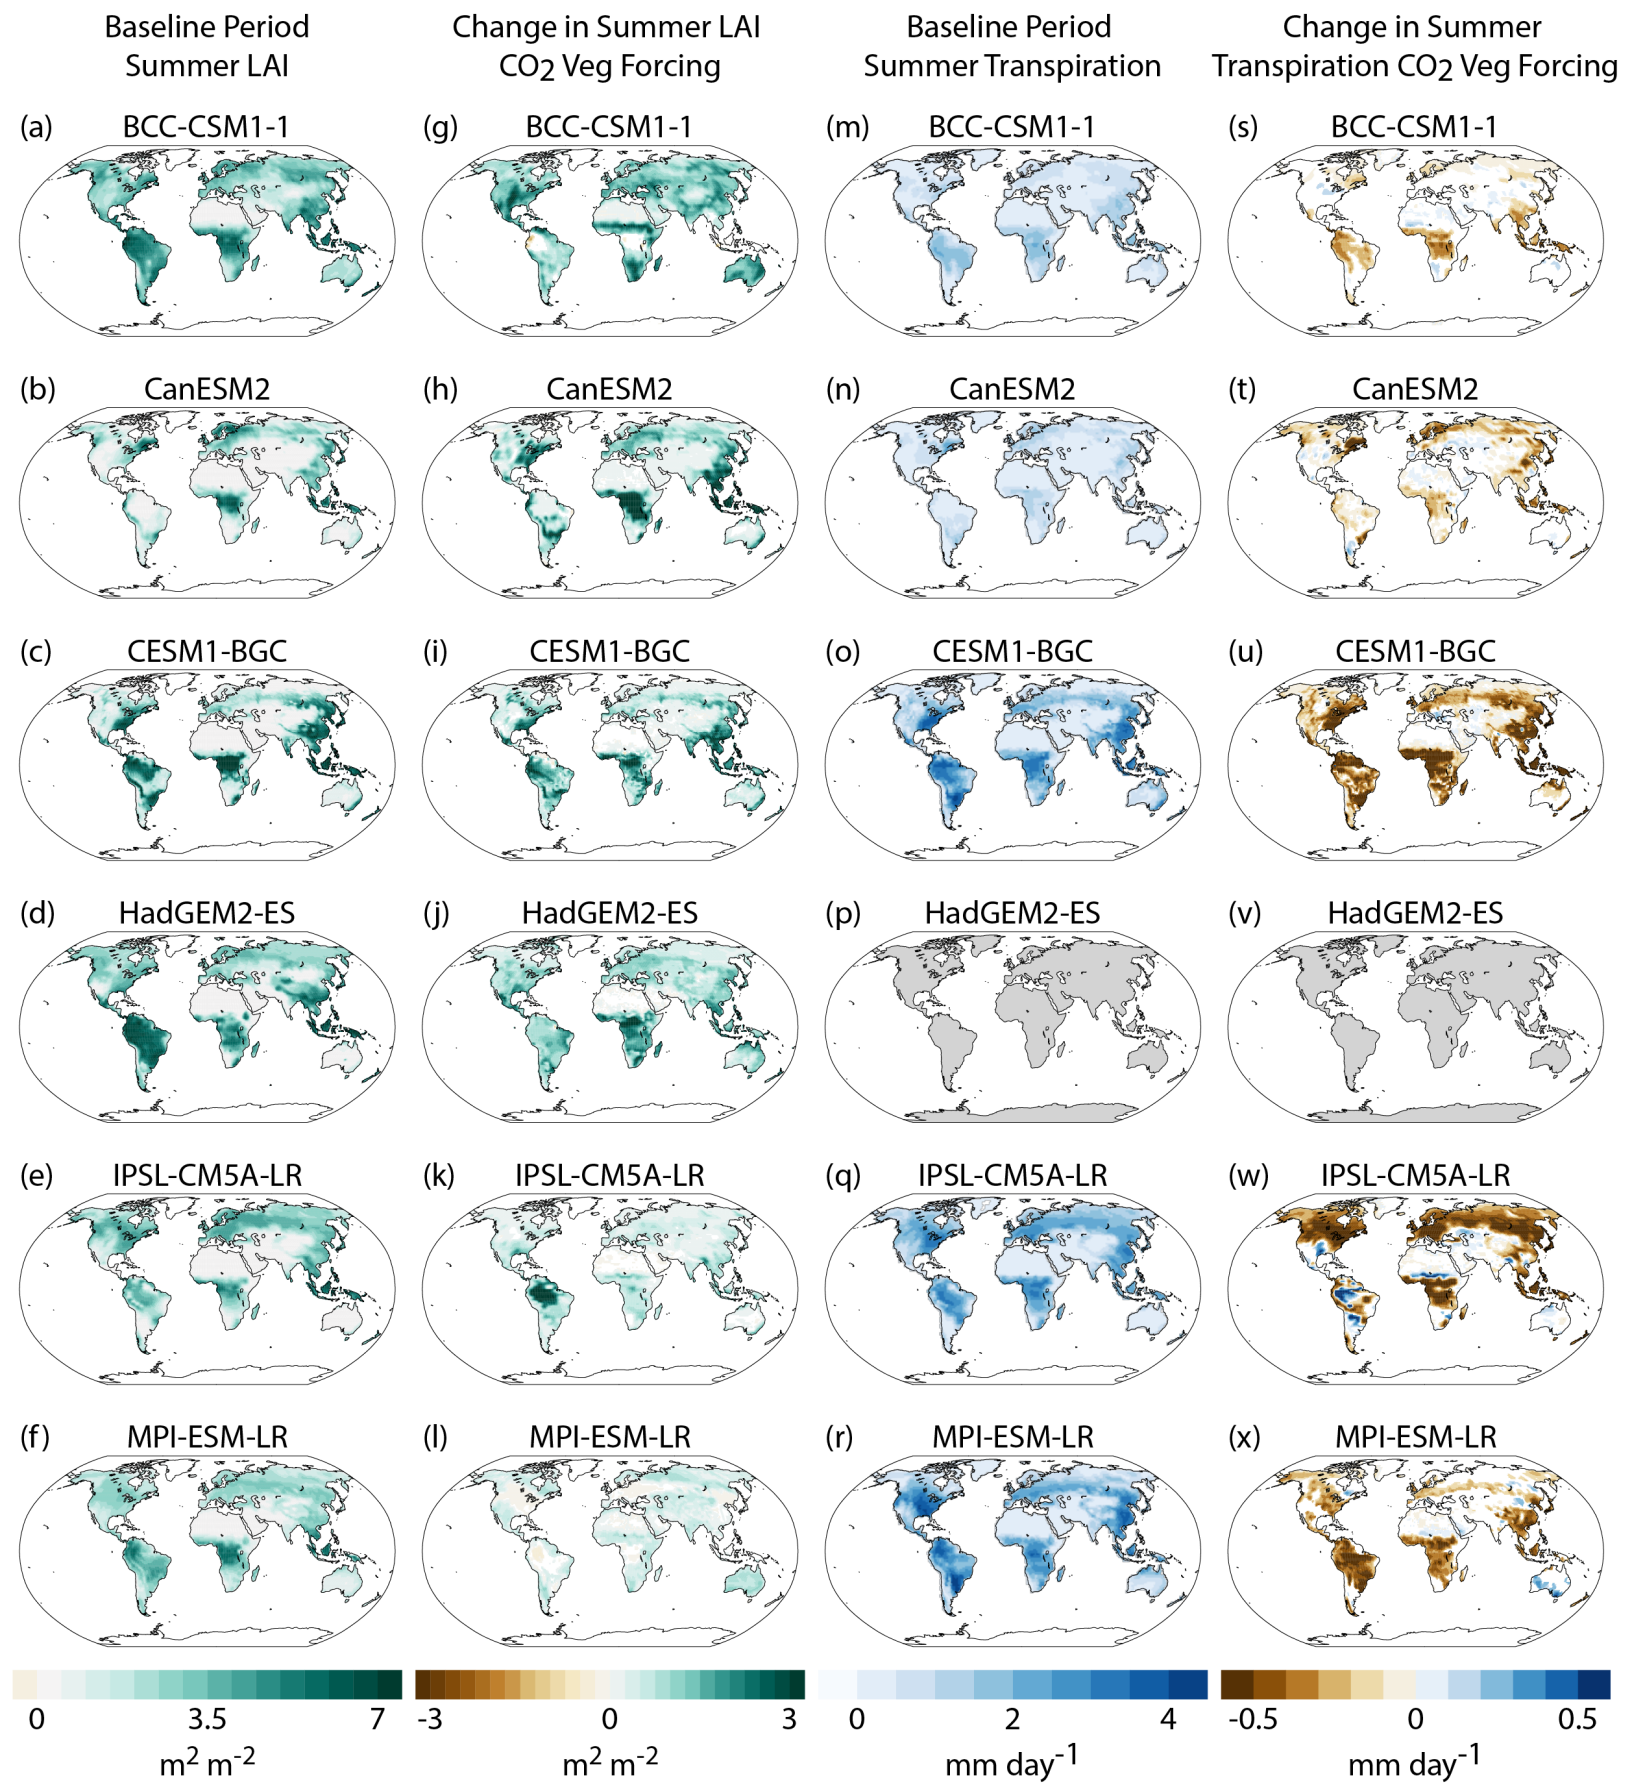 Baseline Period
Summer LAI
Change in Summer LAI
CO2 Veg Forcing
Baseline Period
Summer Transpiration
Change in Summer
Transpiration CO2 Veg Forcing
(a) BCC-CSM1-1
(g) BCC-CSM1-1
(m) BCC-CSM1-1
(s) BCC-CSM1-1
(b) CanESM2
(h) CanESM2
(n) CanESM2
(t) CanESM2
(c) CESM1-BGC
(i) CESM1-BGC
(o) CESM1-BGC
(u) CESM1-BGC
(d) HadGEM2-ES
(j) HadGEM2-ES
(p) HadGEM2-ES
(v) HadGEM2-ES
(e) IPSL-CM5A-LR
(k) IPSL-CM5A-LR
(q) IPSL-CM5A-LR
(w) IPSL-CM5A-LR
(f) MPI-ESM-LR
(l) MPI-ESM-LR
(r) MPI-ESM-LR
(x) MPI-ESM-LR
0 3.5 7
m² m⁻²
-3 0 3
m² m⁻²
0 2 4
mm day⁻¹
-0.5 0 0.5
mm day⁻¹